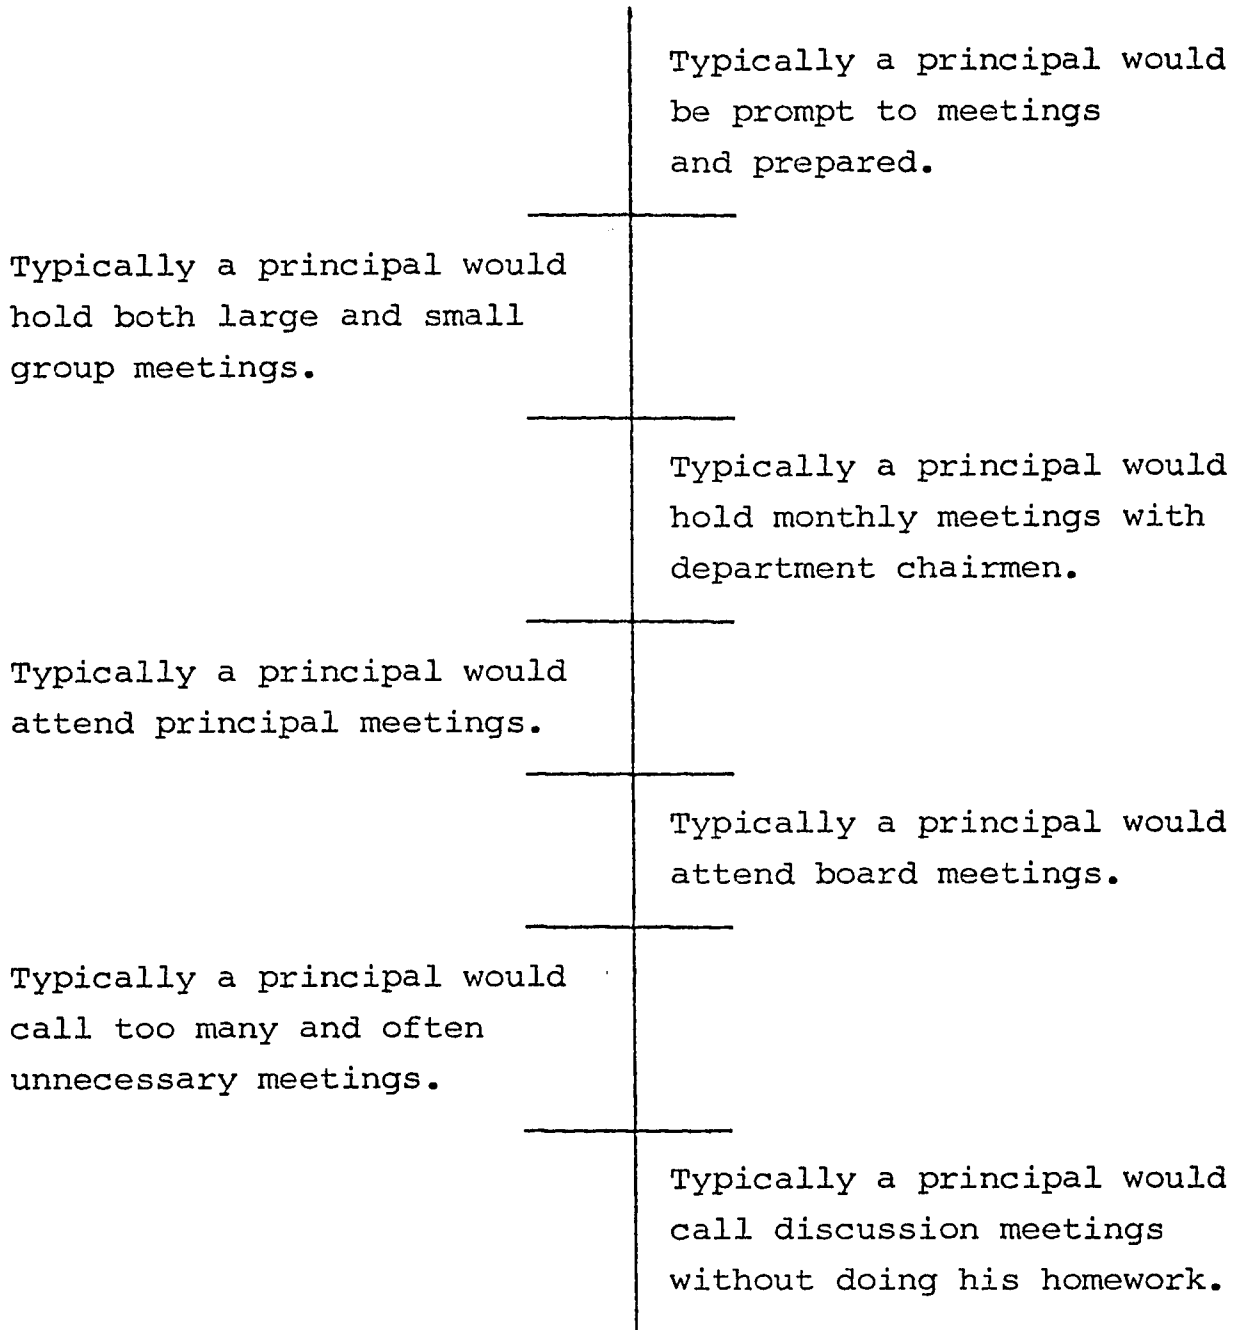 Typically a principal would
be prompt to meetings
and prepared.
Typically a principal would
hold both large and small
group meetings.
Typically a principal would
hold monthly meetings with
department chairmen.
Typically a principal would
attend principal meetings.
Typically a principal would
attend board meetings.
Typically a principal would
call too many and often
unnecessary meetings.
Typically a principal would
call discussion meetings
without doing his homework.